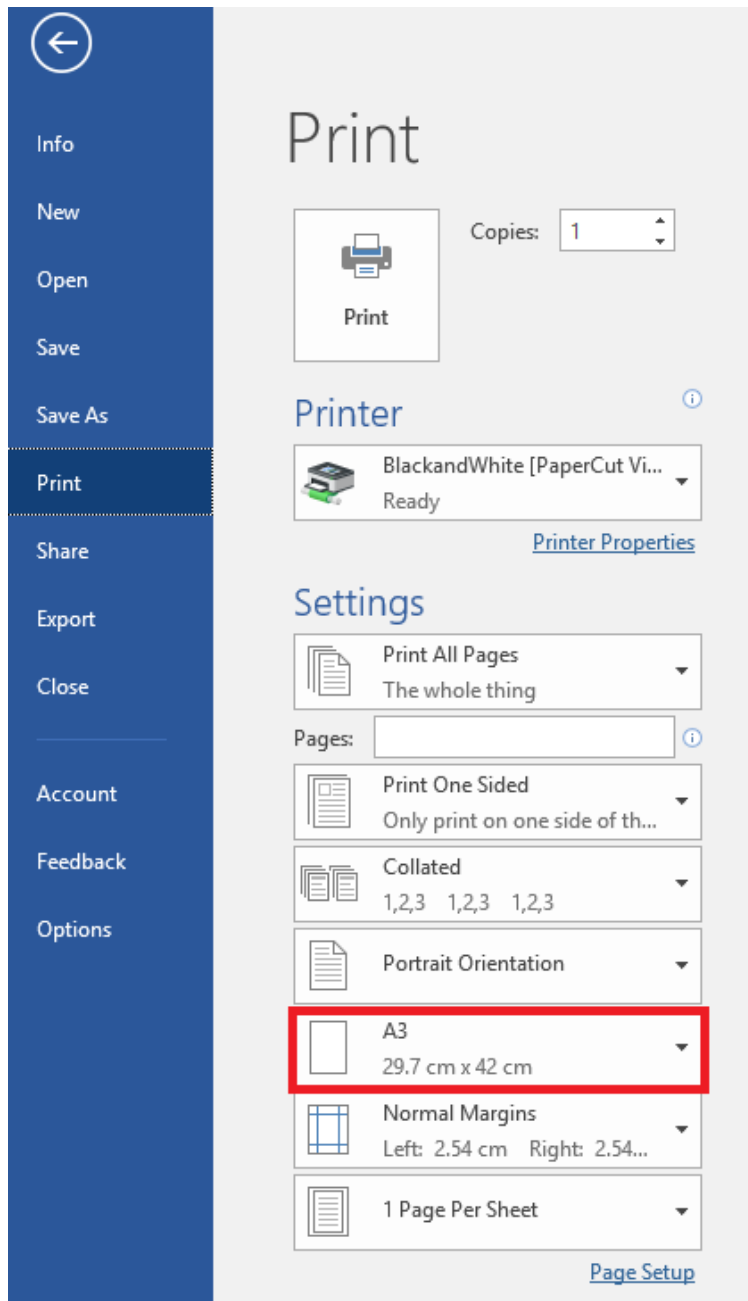 Info
New
Open
Save
Save As
Print
Share
Export
Close
Account
Feedback
Options
Print
Print
Copies: 1
Printer
BlackandWhite [PaperCut Vi...
Ready
Printer Properties
Settings
Print All Pages
The whole thing
Pages:
Print One Sided
Only print on one side of th...
Collated
1,2,3 1,2,3 1,2,3
Portrait Orientation
A3
29.7 cm x 42 cm
Normal Margins
Left: 2.54 cm Right: 2.54...
1 Page Per Sheet
Page Setup